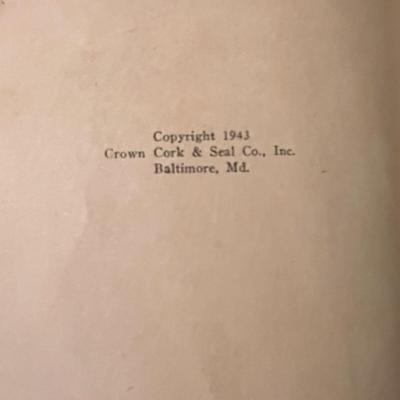 Copyright 1943
Crown Cork & Seal Co., Inc.
Baltimore, Md.